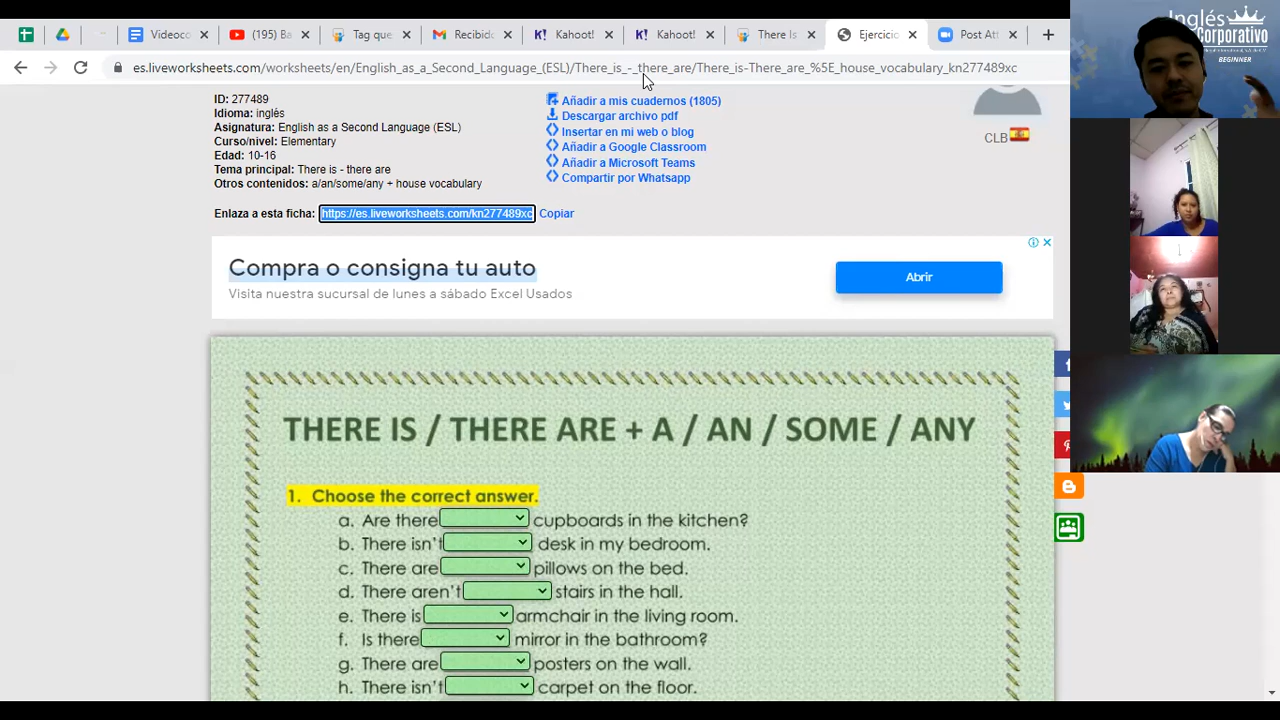 Videoco
(195) Ba
Tag que
Recibido
Kahoot!
Kahoot!
There Is
Ejercicio
Post Att
es.liveworksheets.com/worksheets/en/English_as_a_Second_Language_(ESL)/There_is_-_there_are/There_is-There_are_%5E_house_vocabulary_kn277489xc
Inglés
Corporativo
BEGINNER
ID: 277489
Idioma: inglés
Asignatura: English as a Second Language (ESL)
Curso/nivel: Elementary
Edad: 10-16
Tema principal: There is - there are
Otros contenidos: a/an/some/any + house vocabulary
Añadir a mis cuadernos (1805)
Descargar archivo pdf
Insertar en mi web o blog
Añadir a Google Classroom
Añadir a Microsoft Teams
Compartir por Whatsapp
CLB
Enlaza a esta ficha: https://es.liveworksheets.com/kn277489xc Copiar
Compra o consigna tu auto
Visita nuestra sucursal de lunes a sábado Excel Usados
Abrir
THERE IS / THERE ARE + A / AN / SOME / ANY
1. Choose the correct answer.
a. Are there cupboards in the kitchen?
b. There isn't desk in my bedroom.
c. There are pillows on the bed.
d. There aren't stairs in the hall.
e. There is armchair in the living room.
f. Is there mirror in the bathroom?
g. There are posters on the wall.
h. There isn't carpet on the floor.